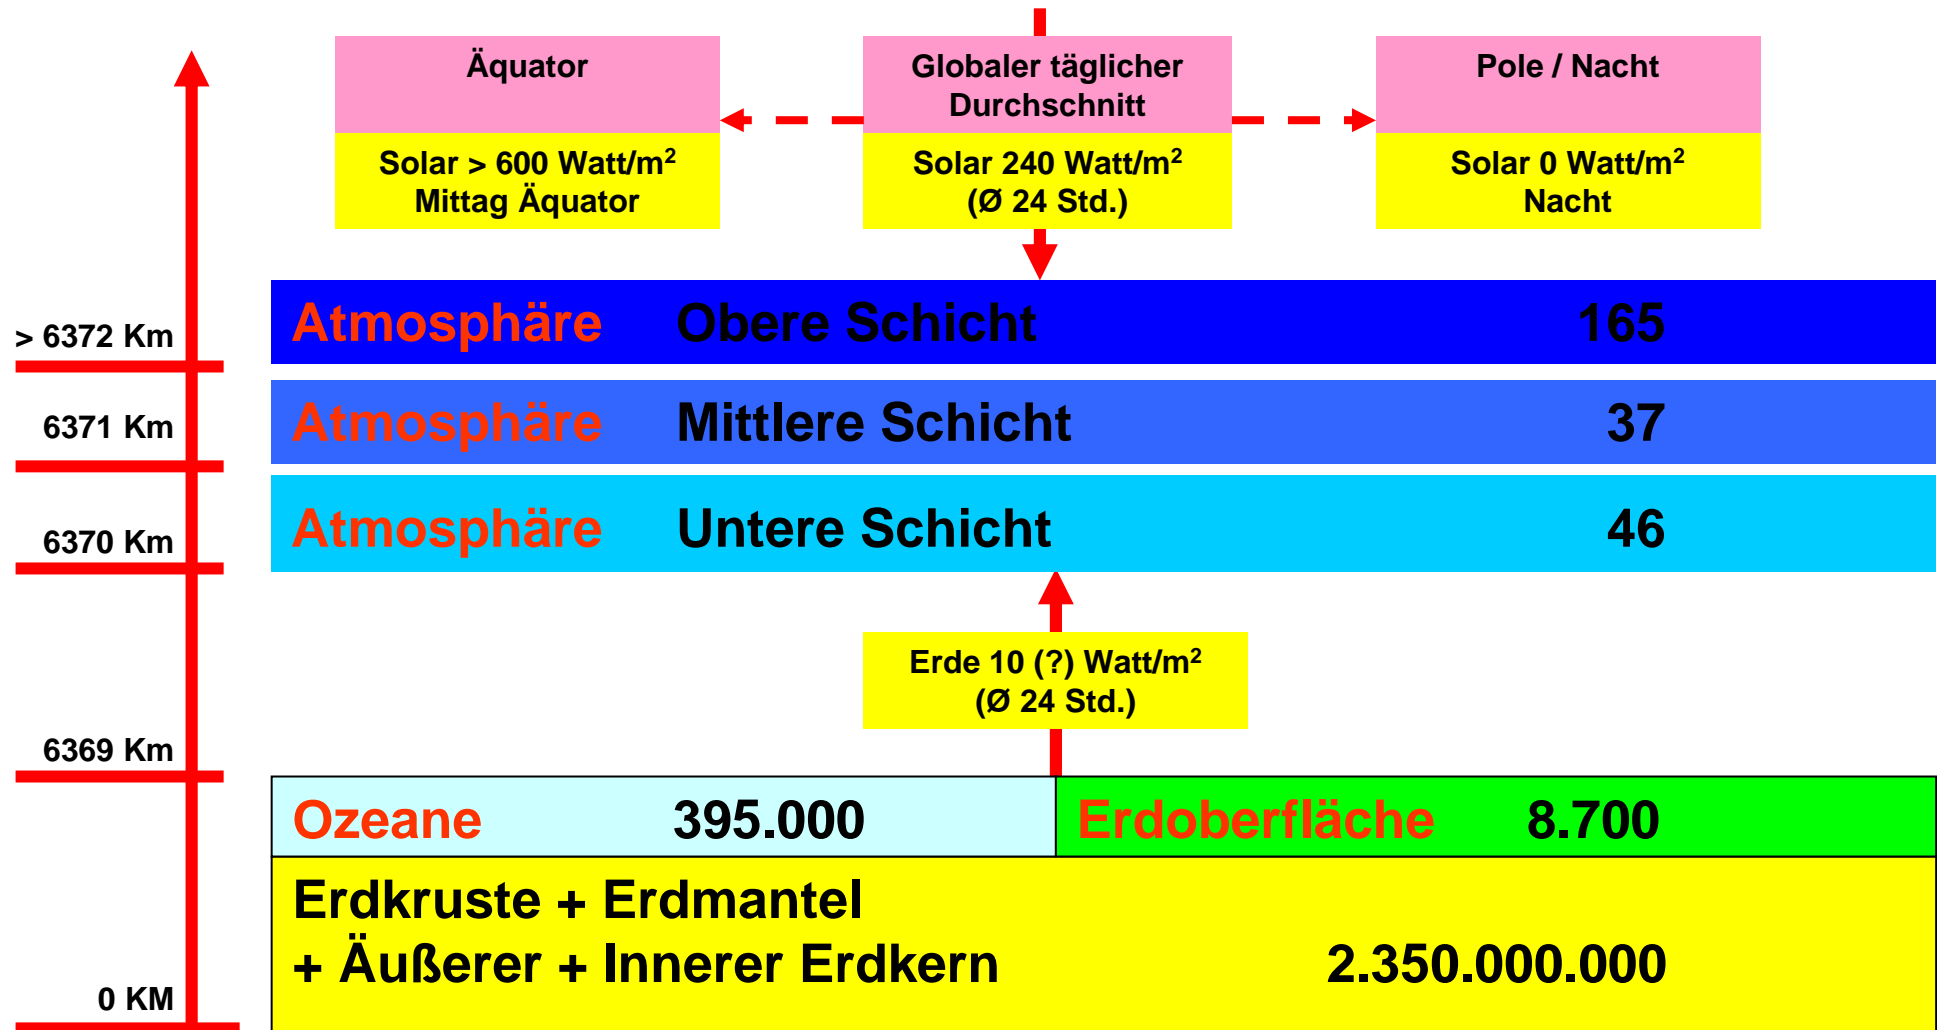 Äquator
Globaler täglicher
Durchschnitt
Pole / Nacht
Solar > 600 Watt/m²
Mittag Äquator
Solar 240 Watt/m²
(Ø 24 Std.)
Solar 0 Watt/m²
Nacht
> 6372 Km
Atmosphäre Obere Schicht 165
6371 Km
Atmosphäre Mittlere Schicht 37
6370 Km
Atmosphäre Untere Schicht 46
Erde 10 (?) Watt/m²
(Ø 24 Std.)
6369 Km
Ozeane 395.000 Erdoberfläche 8.700
Erdkruste + Erdmantel
+ Äußerer + Innerer Erdkern 2.350.000.000
0 KM